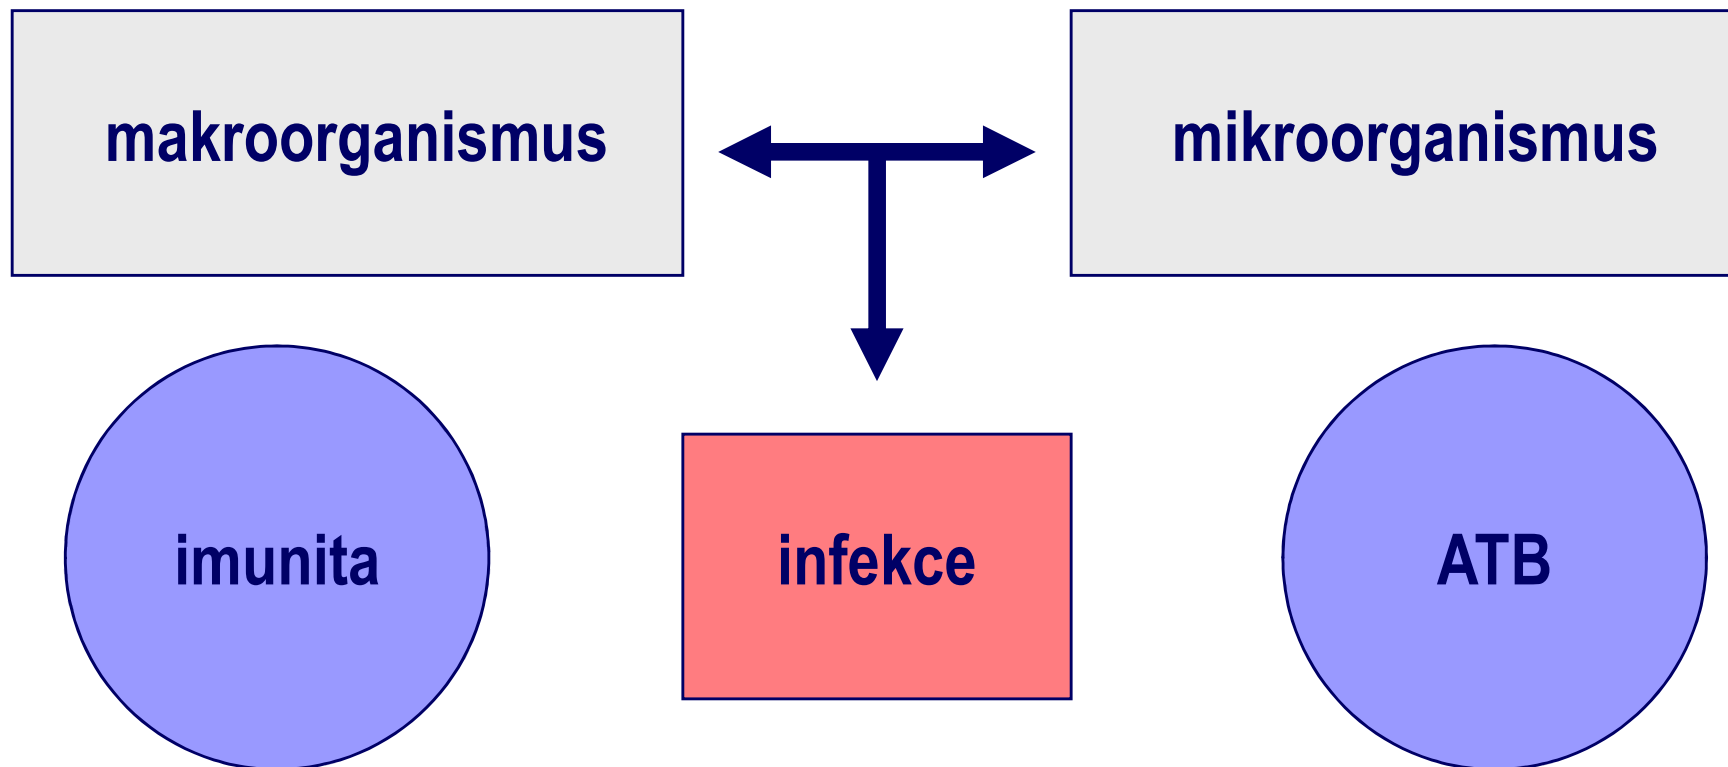 makroorganismus
mikroorganismus
imunita
infekce
ATB